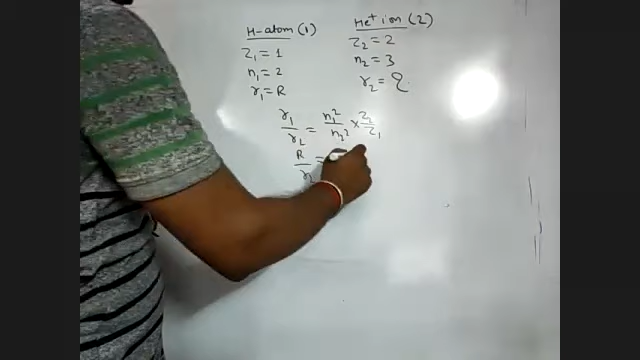 H-atom (1)
Z₁ = 1
n₁ = 2
r₁ = R
He⁺ ion (2)
Z₂ = 2
n₂ = 3
r₂ = ?
r₁/r₂ = n₁²/n₂² × Z₂/Z₁
R/r₂ =